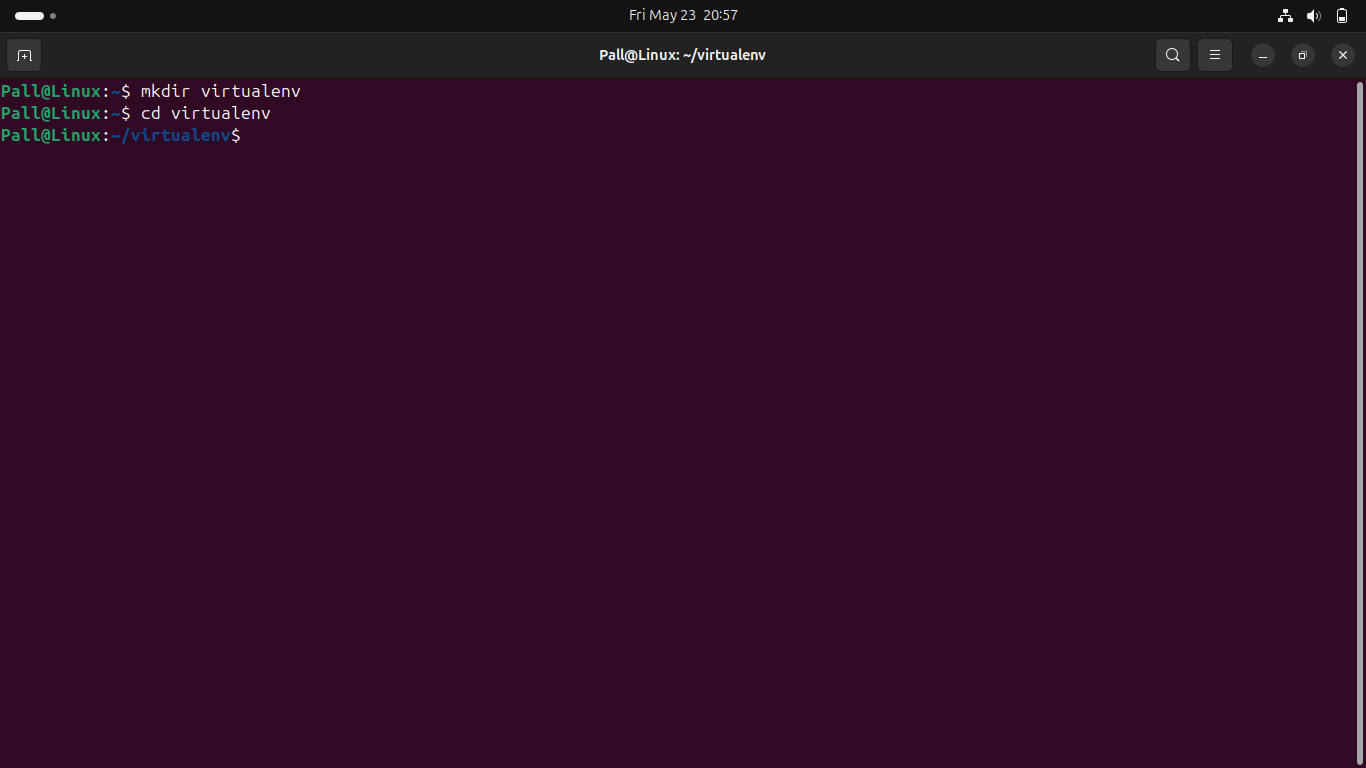 Fri May 23 20:57
Pall@Linux: ~/virtualenv
Pall@Linux:~$ mkdir virtualenv
Pall@Linux:~$ cd virtualenv
Pall@Linux:~/virtualenv$